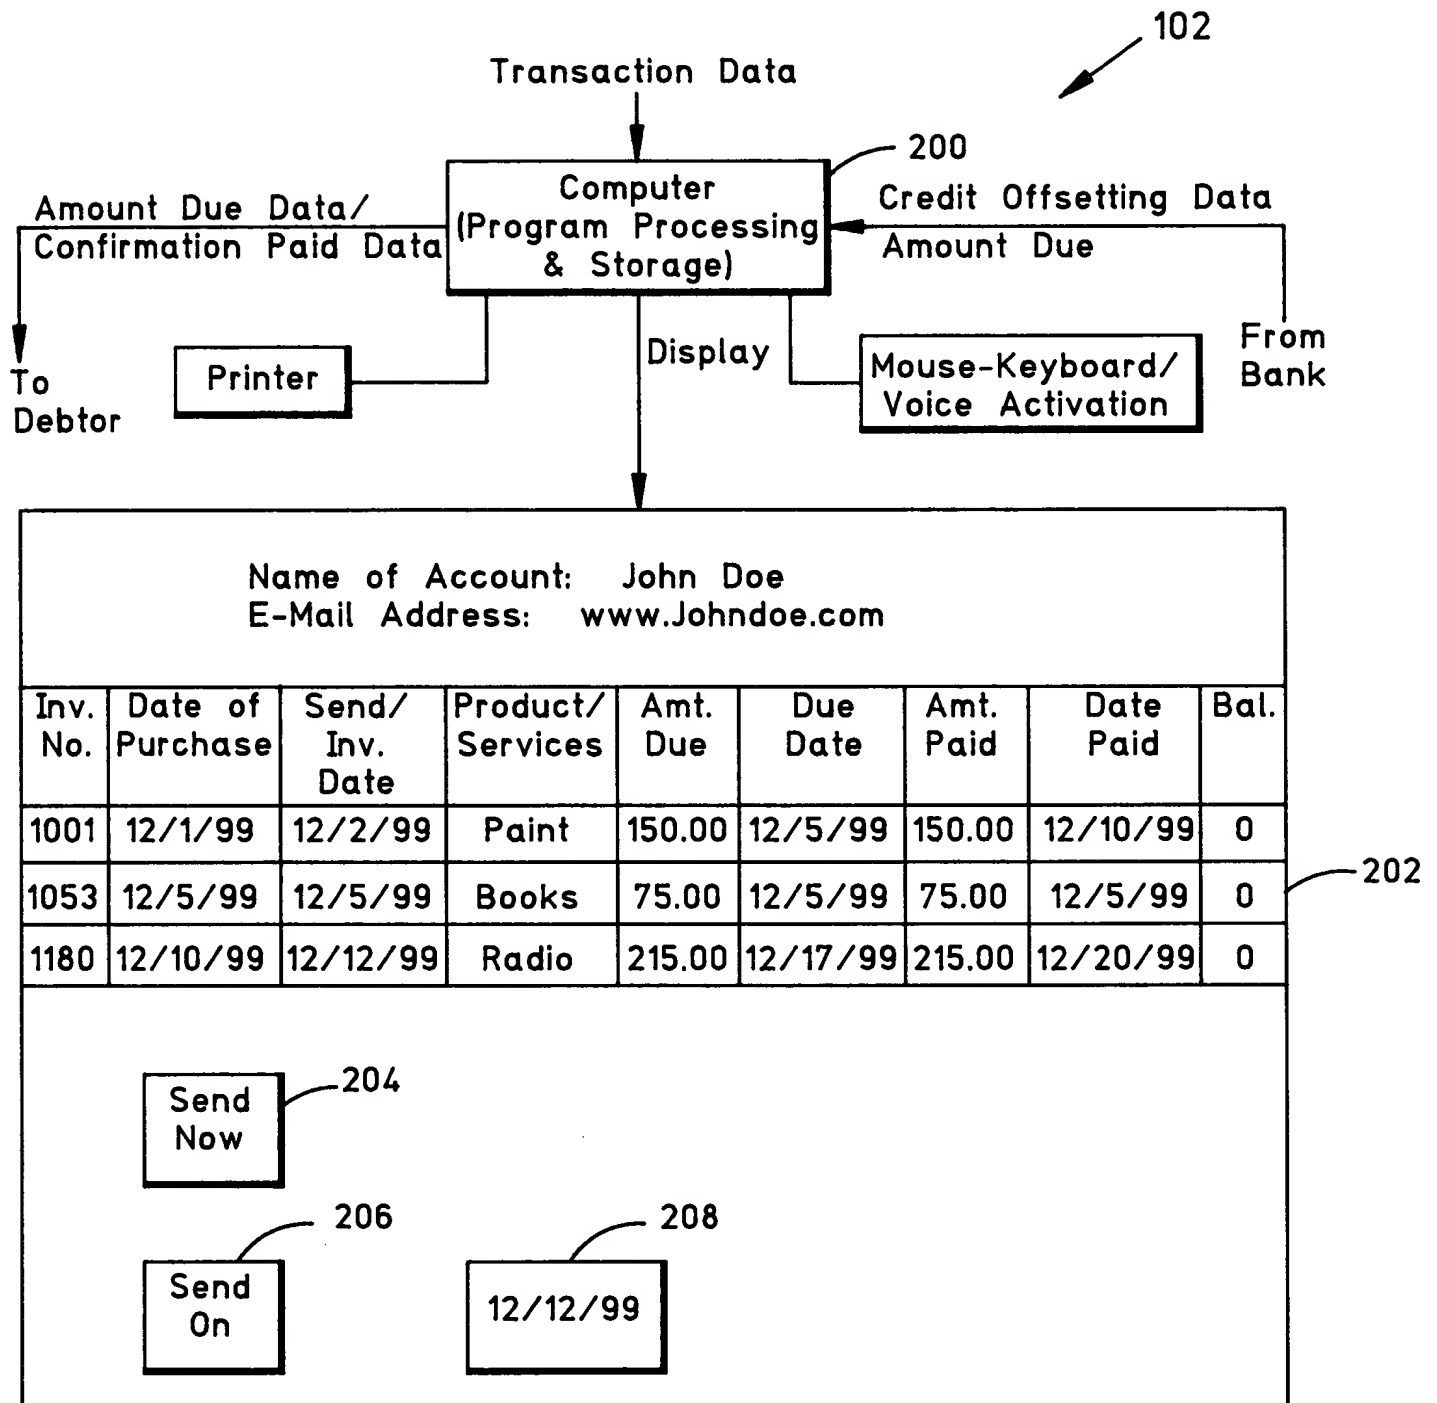 102
Transaction Data
200
Computer
(Program Processing
& Storage)
Amount Due Data/
Confirmation Paid Data
Credit Offsetting Data
Amount Due
To
Debtor
Printer
Display
Mouse-Keyboard/
Voice Activation
From
Bank
Name of Account: John Doe
E-Mail Address: www.Johndoe.com
Inv. No. Date of Purchase Send/ Inv. Date Product/ Services Amt. Due Due Date Amt. Paid Date Paid Bal.
1001 12/1/99 12/2/99 Paint 150.00 12/5/99 150.00 12/10/99 0
1053 12/5/99 12/5/99 Books 75.00 12/5/99 75.00 12/5/99 0
1180 12/10/99 12/12/99 Radio 215.00 12/17/99 215.00 12/20/99 0
202
Send
Now
204
206
Send
On
208
12/12/99